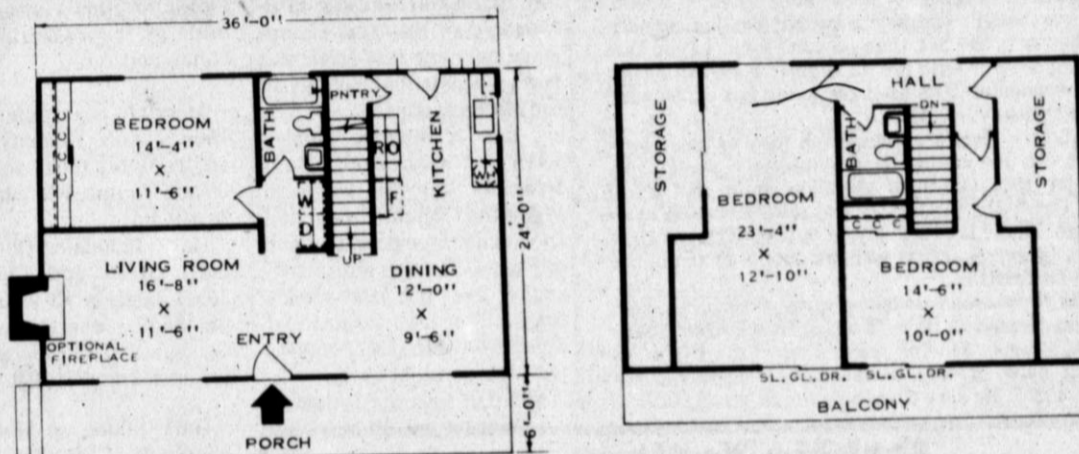 36'-0"
BEDROOM
14'-4"
X
11'-6"
C C C C
BATH
PNTRY
KITCHEN
R O
F
W
D
UP
LIVING ROOM
16'-8"
X
11'-6"
OPTIONAL
FIREPLACE
ENTRY
DINING
12'-0"
X
9'-6"
24'-0"
6'-0"
PORCH
STORAGE
HALL
DN
BATH
STORAGE
BEDROOM
23'-4"
X
12'-10"
C C C
BEDROOM
14'-6"
X
10'-0"
SL. GL. DR. SL. GL. DR.
BALCONY